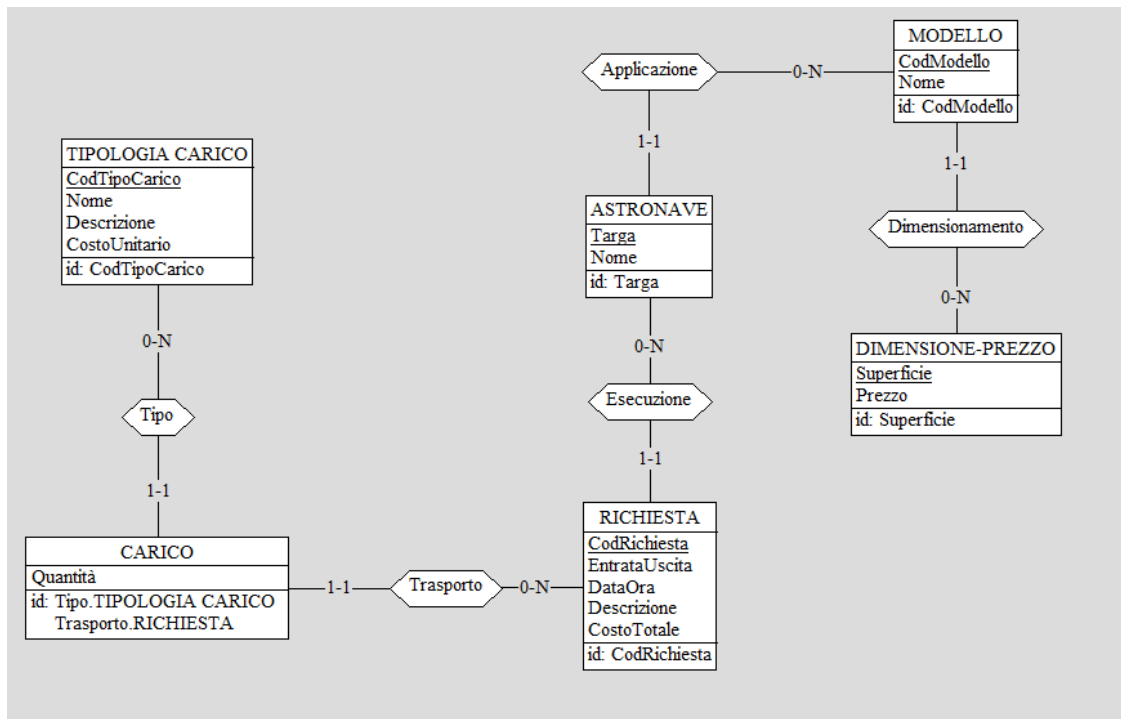 MODELLO
CodModello
Nome
id: CodModello
Applicazione
0-N
1-1
1-1
TIPOLOGIA CARICO
CodTipoCarico
Nome
Descrizione
CostoUnitario
id: CodTipoCarico
ASTRONAVE
Targa
Nome
id: Targa
Dimensionamento
0-N
0-N
0-N
DIMENSIONE-PREZZO
Superficie
Prezzo
id: Superficie
Tipo
Esecuzione
1-1
1-1
CARICO
Quantità
id: Tipo.TIPOLOGIA CARICO
Trasporto.RICHIESTA
1-1
Trasporto
0-N
RICHIESTA
CodRichiesta
EntrataUscita
DataOra
Descrizione
CostoTotale
id: CodRichiesta